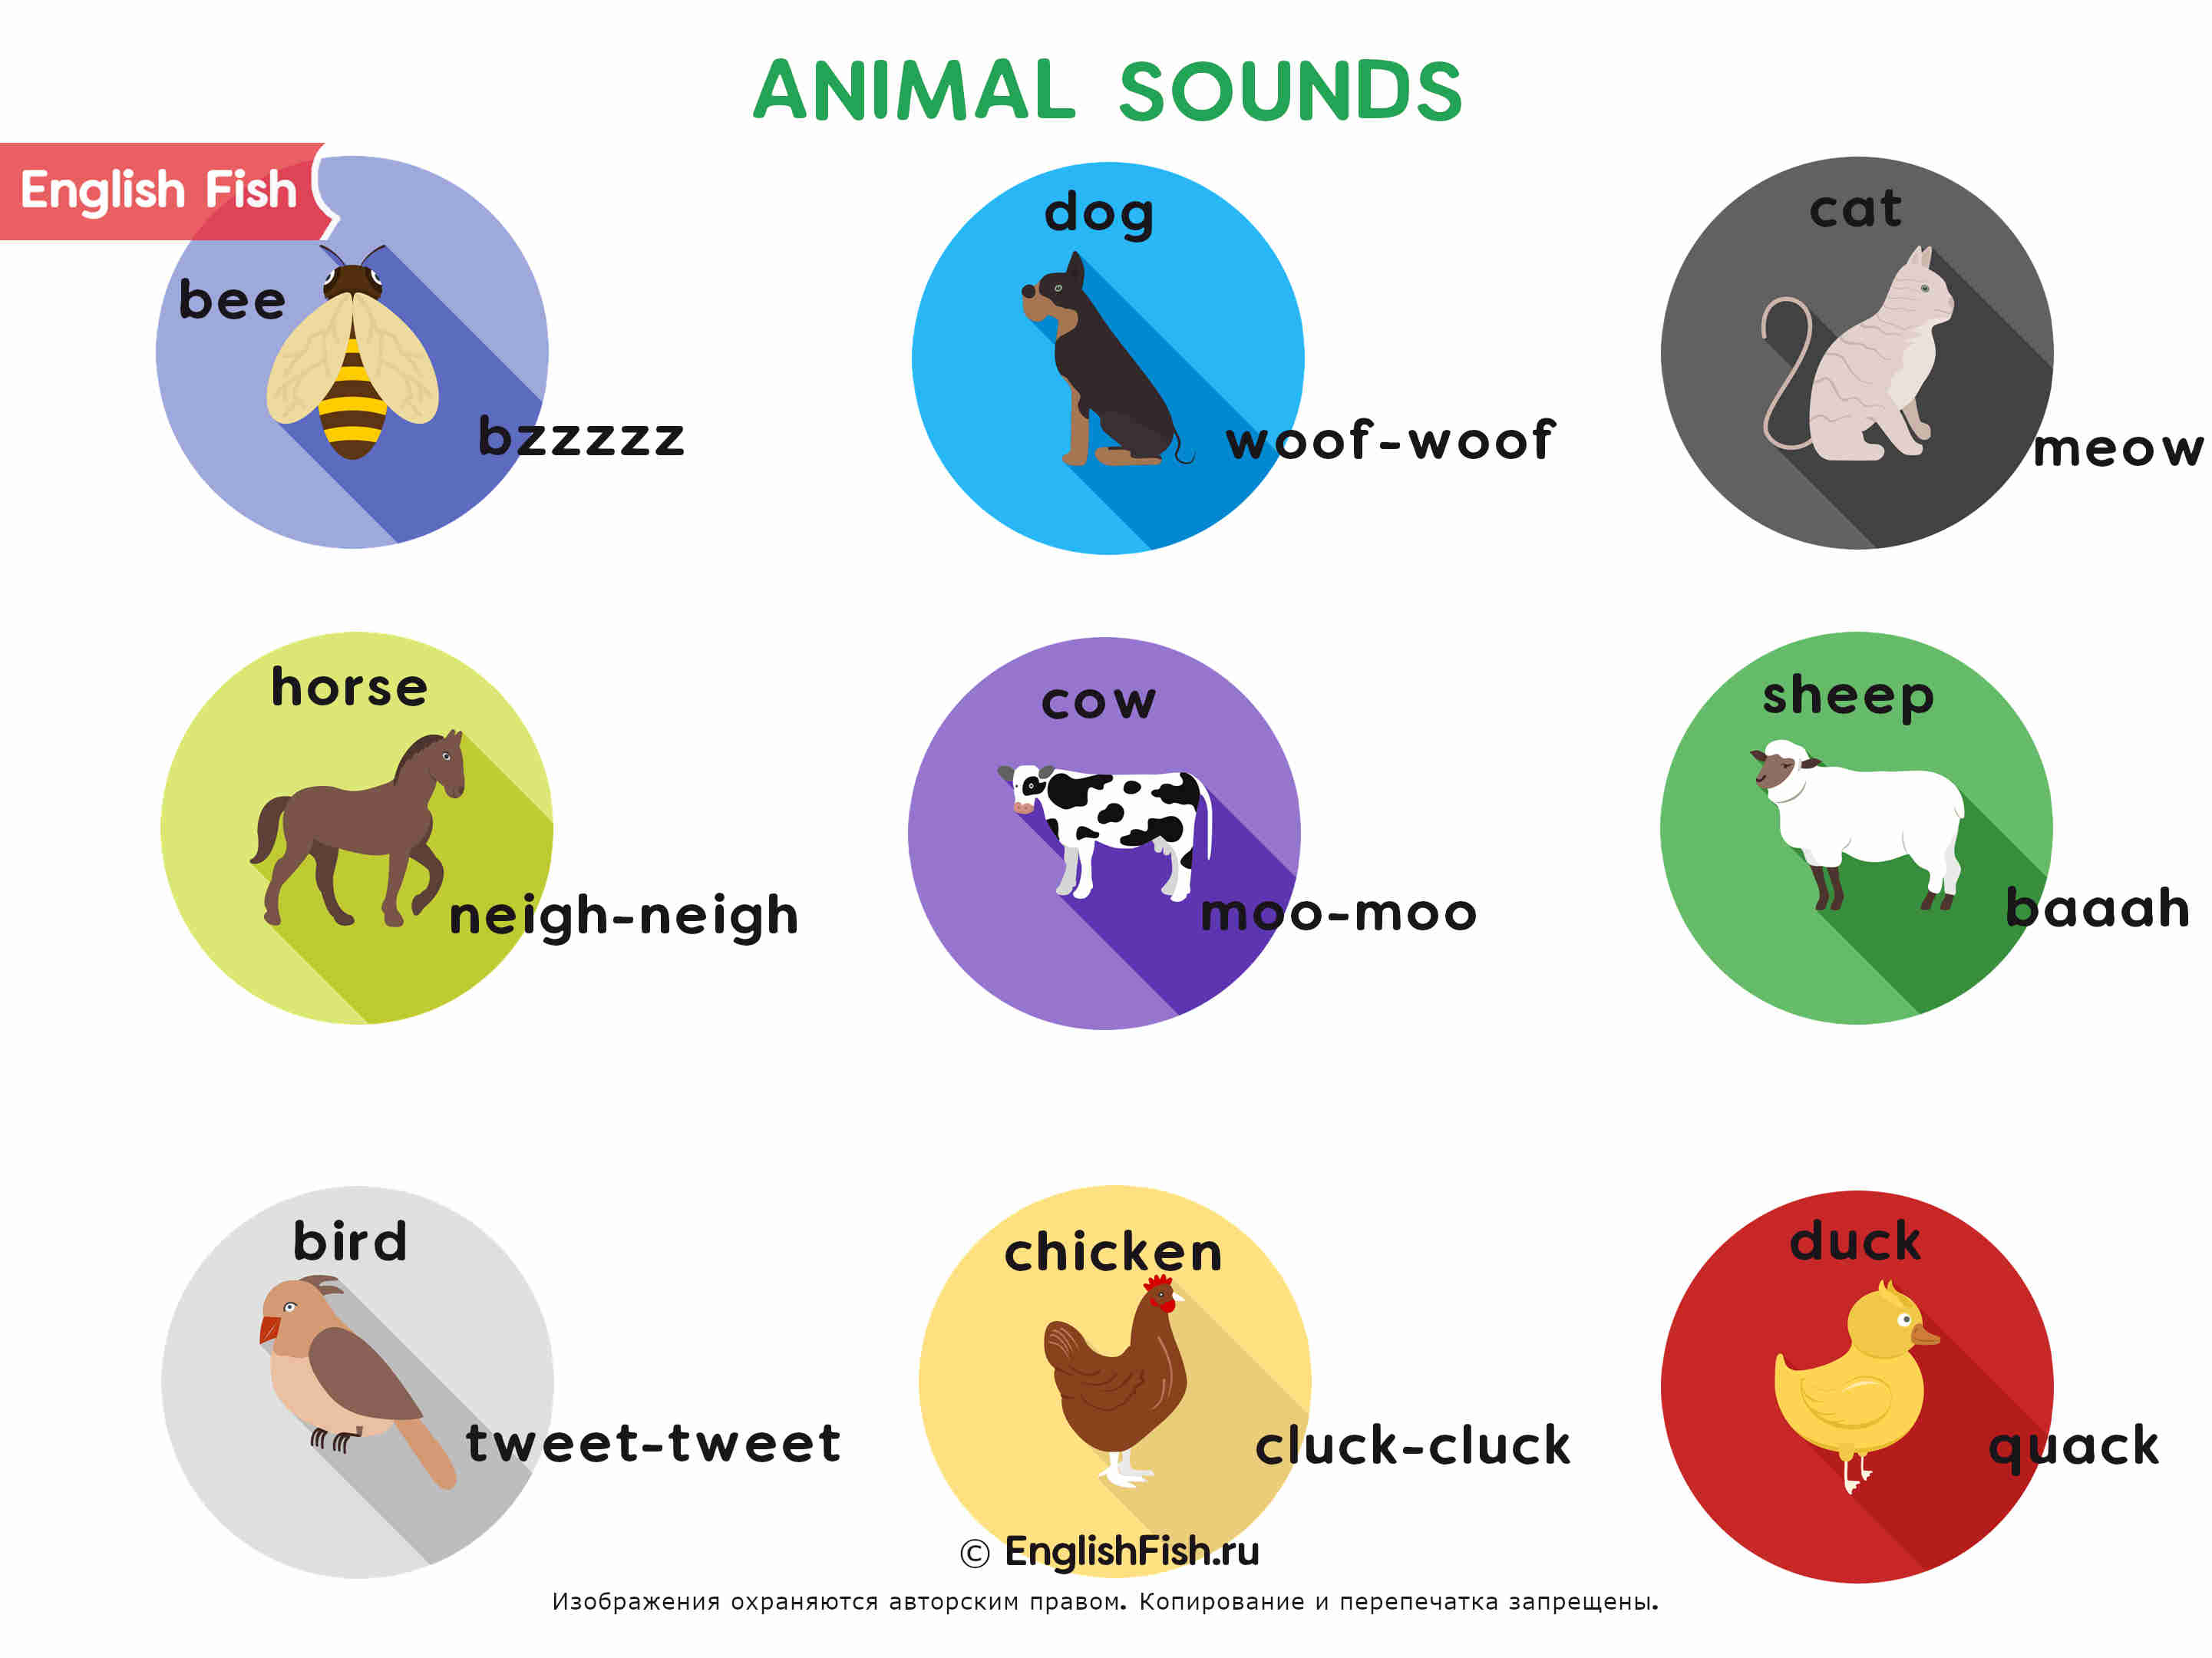 ANIMAL SOUNDS
English Fish
bee
bzzzzz
dog
woof-woof
cat
meow
horse
neigh-neigh
cow
moo-moo
sheep
baaah
bird
tweet-tweet
chicken
cluck-cluck
duck
quack
© EnglishFish.ru
Изображения охраняются авторским правом. Копирование и перепечатка запрещены.